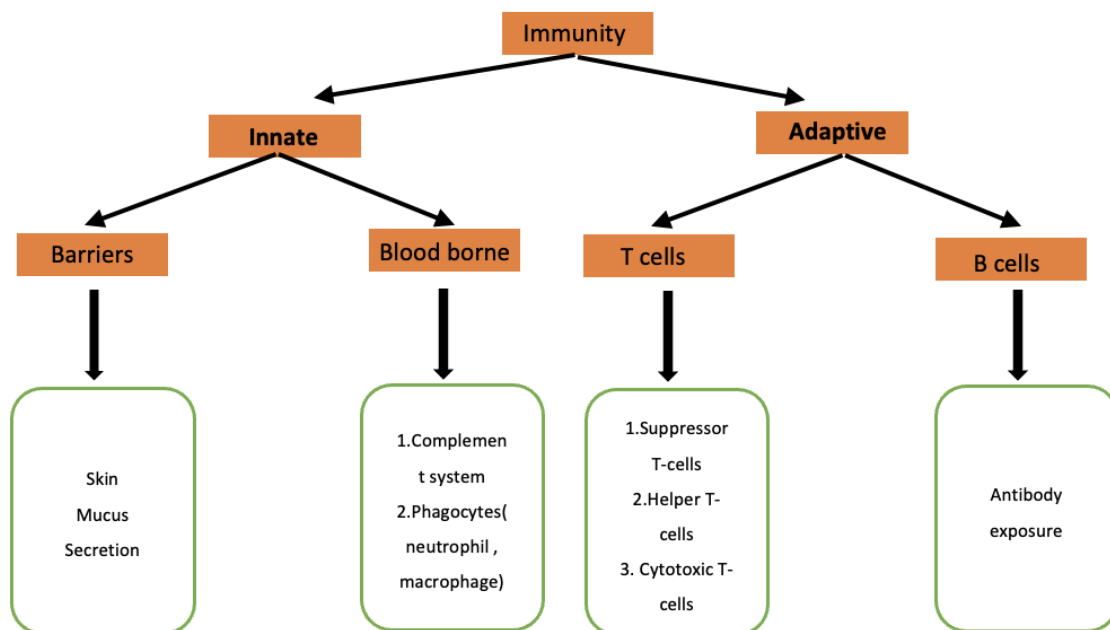 Immunity
Innate
Adaptive
Barriers
Blood borne
T cells
B cells
Skin
Mucus
Secretion
1.Complemen
t system
2.Phagocytes(
neutrophil ,
macrophage)
1.Suppressor
T-cells
2.Helper T-
cells
3. Cytotoxic T-
cells
Antibody
exposure